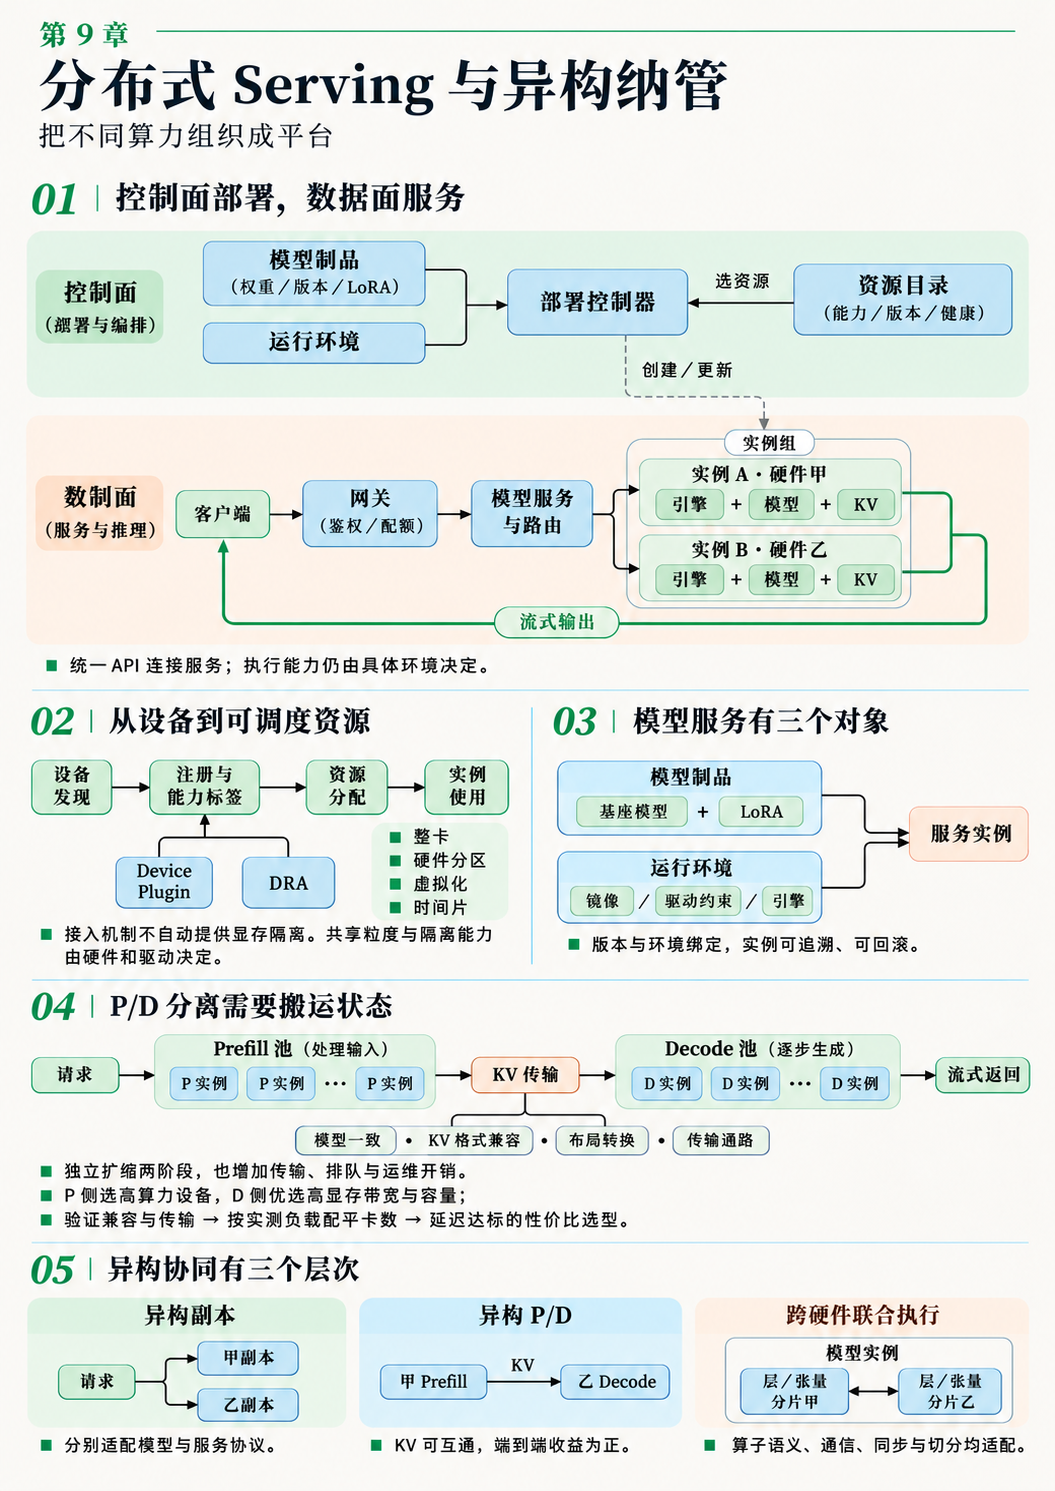 第 9 章
分布式 Serving 与异构纳管
把不同算力组织成平台
01 | 控制面部署，数据面服务
控制面
（部署与编排）
模型制品
（权重／版本／LoRA）
运行环境
部署控制器
选资源
资源目录
（能力／版本／健康）
创建／更新
数制面
（服务与推理）
客户端
网关
（鉴权／配额）
模型服务
与路由
实例组
实例 A · 硬件甲
引擎 + 模型 + KV
实例 B · 硬件乙
引擎 + 模型 + KV
流式输出
统一 API 连接服务；执行能力仍由具体环境决定。
02 | 从设备到可调度资源
设备
发现
注册与
能力标签
资源
分配
实例
使用
Device
Plugin
DRA
整卡
硬件分区
虚拟化
时间片
接入机制不自动提供显存隔离。共享粒度与隔离能力
由硬件和驱动决定。
03 | 模型服务有三个对象
模型制品
基座模型 + LoRA
运行环境
镜像 ／ 驱动约束 ／ 引擎
服务实例
版本与环境绑定，实例可追溯、可回滚。
04 | P/D 分离需要搬运状态
请求
Prefill 池（处理输入）
P 实例 P 实例 ··· P 实例
KV 传输
Decode 池（逐步生成）
D 实例 D 实例 ··· D 实例
流式返回
模型一致 • KV 格式兼容 • 布局转换 • 传输通路
独立扩缩两阶段，也增加传输、排队与运维开销。
P 侧选高算力设备，D 侧优选高显存带宽与容量；
验证兼容与传输 → 按实测负载配平卡数 → 延迟达标的性价比选型。
05 | 异构协同有三个层次
异构副本
请求
甲副本
乙副本
分别适配模型与服务协议。
异构 P/D
甲 Prefill
KV
乙 Decode
KV 可互通，端到端收益为正。
跨硬件联合执行
模型实例
层／张量
分片甲
层／张量
分片乙
算子语义、通信、同步与切分均适配。